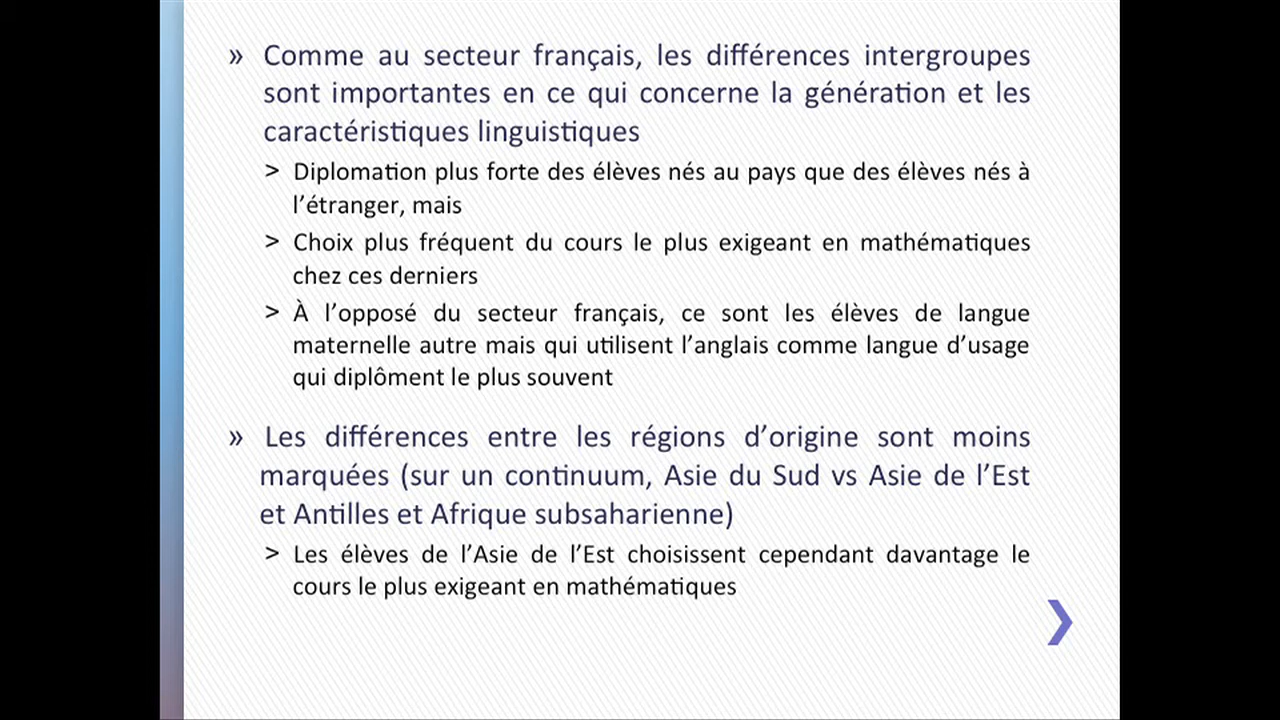 » Comme au secteur français, les différences intergroupes
sont importantes en ce qui concerne la génération et les
caractéristiques linguistiques
> Diplomation plus forte des élèves nés au pays que des élèves nés à
l’étranger, mais
> Choix plus fréquent du cours le plus exigeant en mathématiques
chez ces derniers
> À l’opposé du secteur français, ce sont les élèves de langue
maternelle autre mais qui utilisent l’anglais comme langue d’usage
qui diplôment le plus souvent
» Les différences entre les régions d’origine sont moins
marquées (sur un continuum, Asie du Sud vs Asie de l’Est
et Antilles et Afrique subsaharienne)
> Les élèves de l’Asie de l’Est choisissent cependant davantage le
cours le plus exigeant en mathématiques